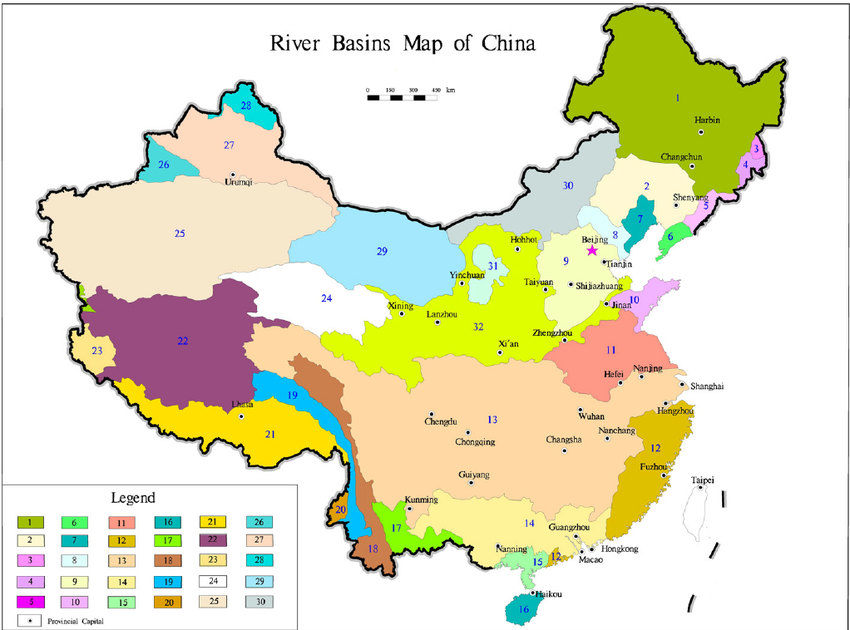 River Basins Map of China
0 150 300 450 km
28
1
Harbin
27
3
26
Changchun
4
Urumqi
30
2
Shenyang
5
7
25
8
6
Hohhot
Beijing
29
31
9
Tianjin
Yinchuan
Taiyuan
Shijiazhuang
24
10
Xining
Jinan
Lanzhou
32
Zhengzhou
22
Xi'an
23
11
Nanjing
Hefei
Shanghai
19
Lhasa
Hangzhou
Wuhan
13
Chengdu
21
Chongqing
Nanchang
Changsha
12
Fuzhou
Guiyang
Taipei
Legend
Kunming
20
14
17
Guangzhou
Nanning
Hongkong
18
15
12
Macao
Haikou
16
1 6 11 16 21 26
2 7 12 17 22 27
3 8 13 18 23 28
4 9 14 19 24 29
5 10 15 20 25 30
Provincial Capital